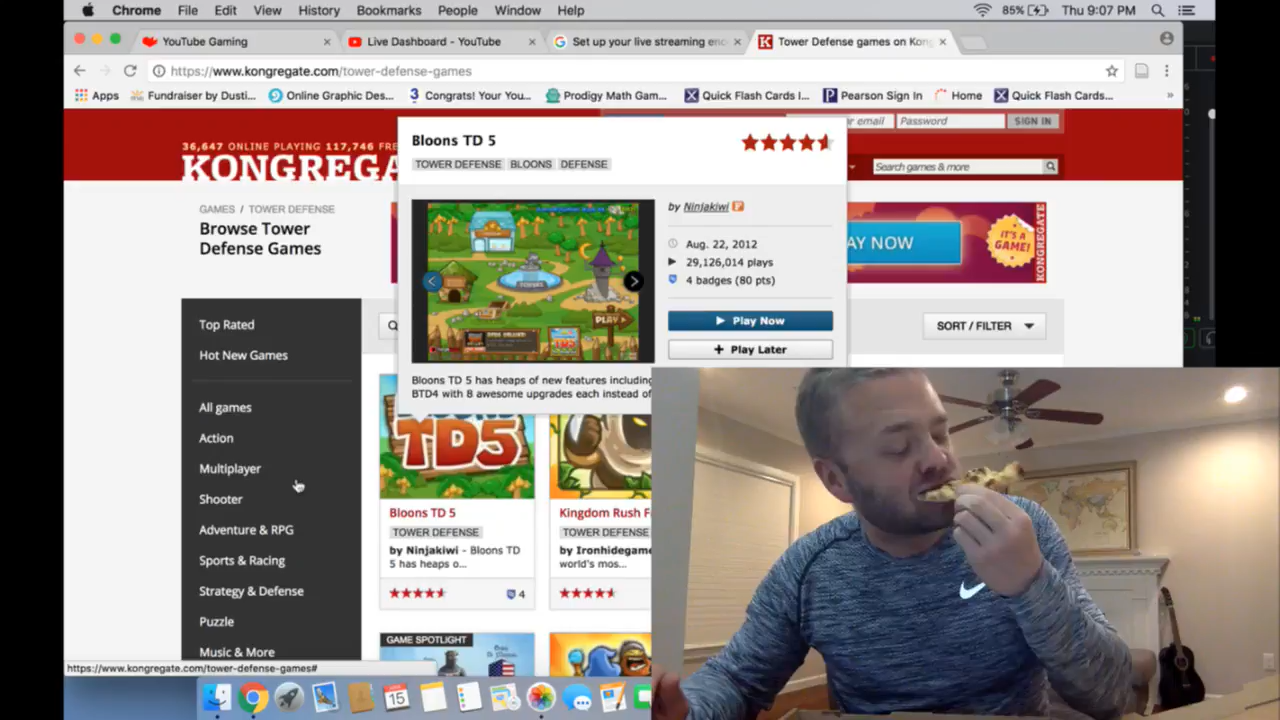 Chrome File Edit View History Bookmarks People Window Help 85% Thu 9:07 PM
YouTube Gaming Live Dashboard - YouTube Set up your live streaming enc Tower Defense games on Kon
https://www.kongregate.com/tower-defense-games
Apps Fundraiser by Dusti... Online Graphic Des... Congrats! Your You... Prodigy Math Gam... Quick Flash Cards I... Pearson Sign In Home Quick Flash Cards... »
or email Password SIGN IN
36,647 ONLINE PLAYING 117,746 FRE
KONGREGA
Search games & more
Bloons TD 5
TOWER DEFENSE BLOONS DEFENSE
by Ninjakiwi
Aug. 22, 2012
29,126,014 plays
4 badges (80 pts)
PLAY
Play Now
Play Later
Bloons TD 5 has heaps of new features including
BTD4 with 8 awesome upgrades each instead of
GAMES / TOWER DEFENSE
Browse Tower
Defense Games
AY NOW
IT'S A
GAME!
KONGREGATE
SORT / FILTER
Top Rated
Hot New Games
All games
Action
Multiplayer
Shooter
Adventure & RPG
Sports & Racing
Strategy & Defense
Puzzle
Music & More
TD5
Bloons TD 5
TOWER DEFENSE
by Ninjakiwi - Bloons TD
5 has heaps o...
4
Kingdom Rush F
TOWER DEFENSE
by Ironhidegame
world's mos...
GAME SPOTLIGHT
https://www.kongregate.com/tower-defense-games#
15